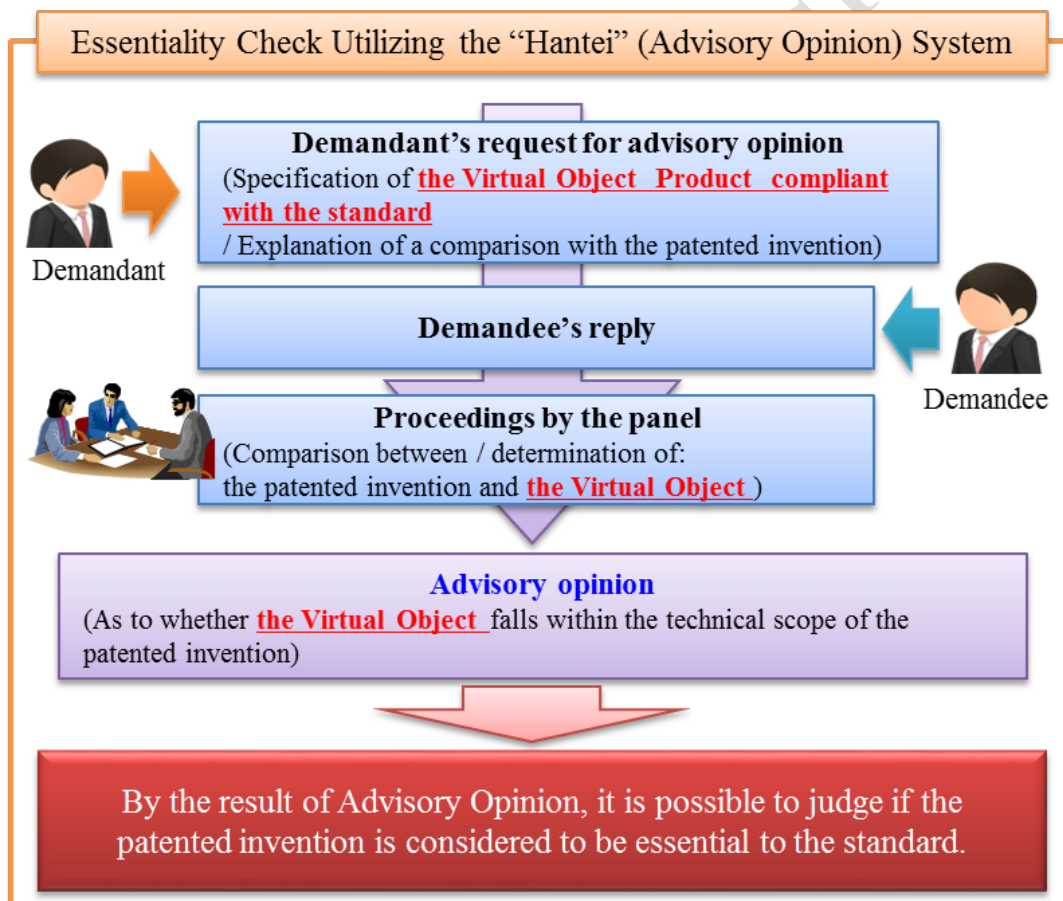 Essentiality Check Utilizing the “Hantei” (Advisory Opinion) System
Demandant’s request for advisory opinion
(Specification of the Virtual Object Product compliant
with the standard
/ Explanation of a comparison with the patented invention)
Demandant
Demandee’s reply
Demandee
Proceedings by the panel
(Comparison between / determination of:
the patented invention and the Virtual Object )
Advisory opinion
(As to whether the Virtual Object falls within the technical scope of the
patented invention)
By the result of Advisory Opinion, it is possible to judge if the
patented invention is considered to be essential to the standard.